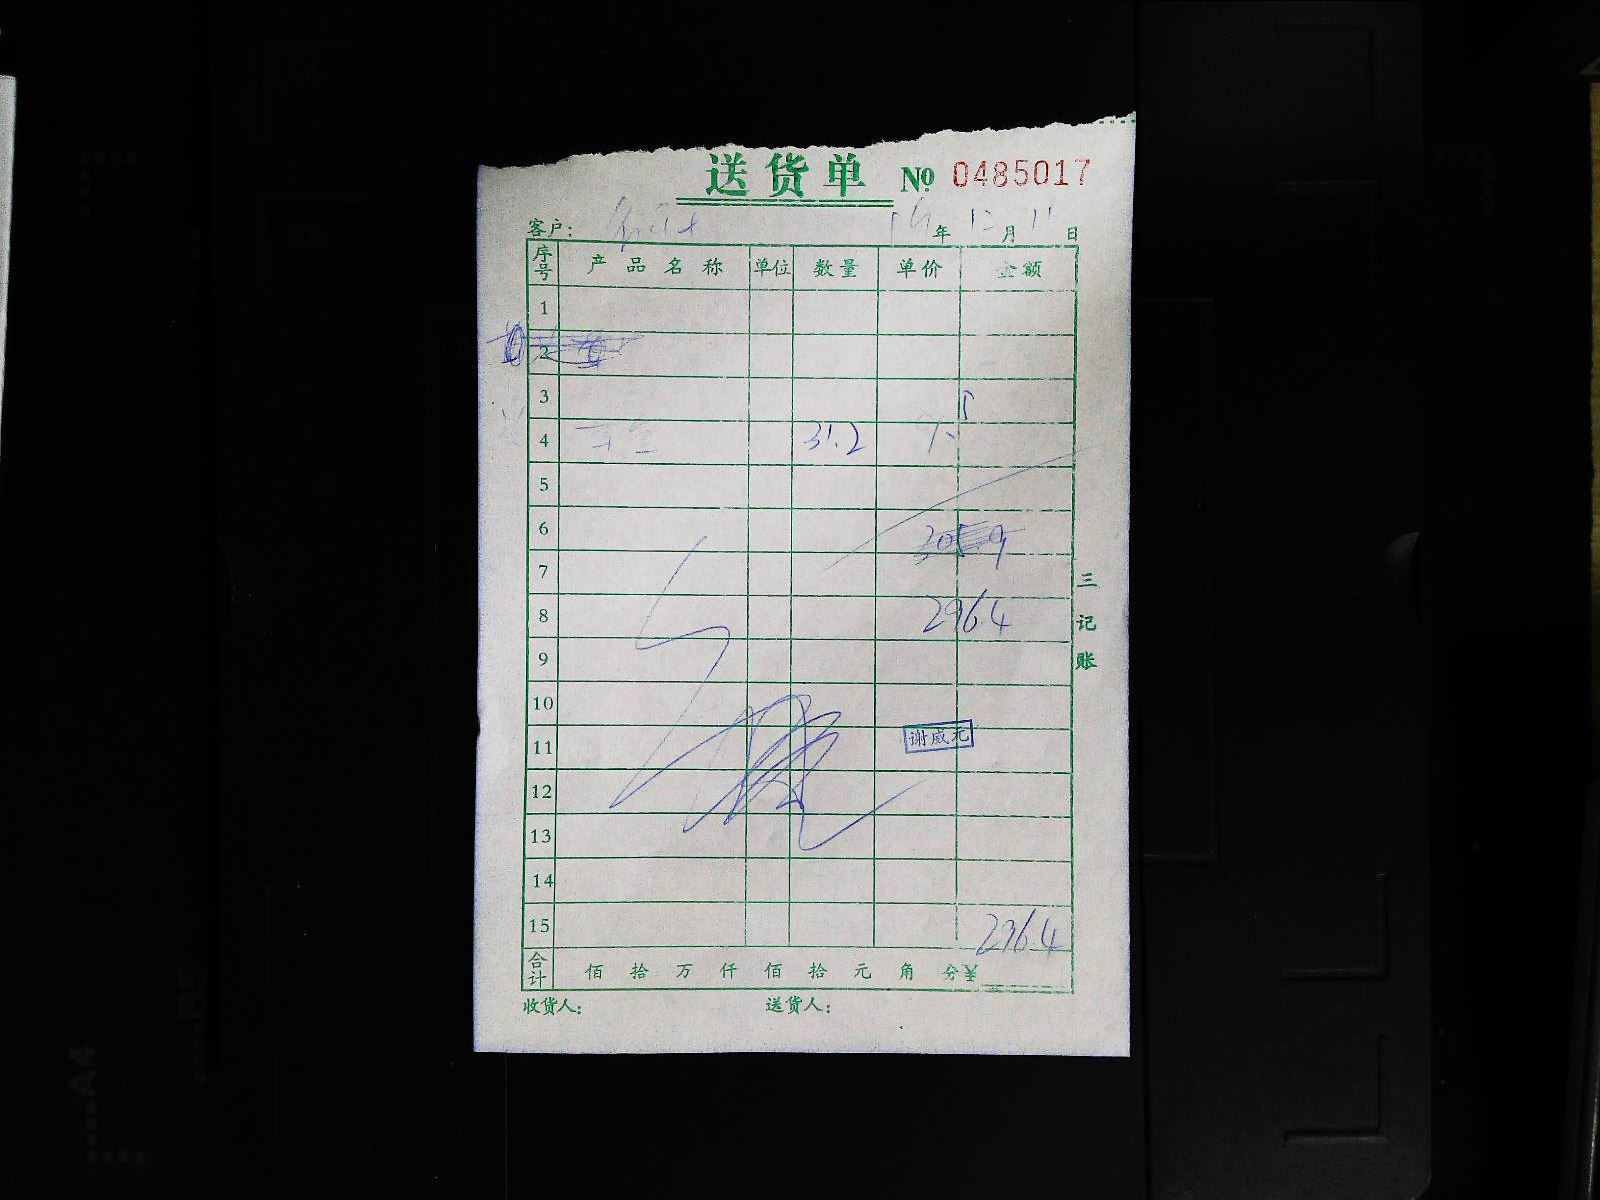 送货单 № 0485017
客户： 年 12 月 11 日
序号 产品名称 单位 数量 单价 金额
1
2
3
4 31.2
5
6
7
8 296.4
9
10
11 谢威元
12
13
14
15 296.4
合计 佰 拾 万 仟 佰 拾 元 角 分 ¥
收货人： 送货人：
三记账
A4